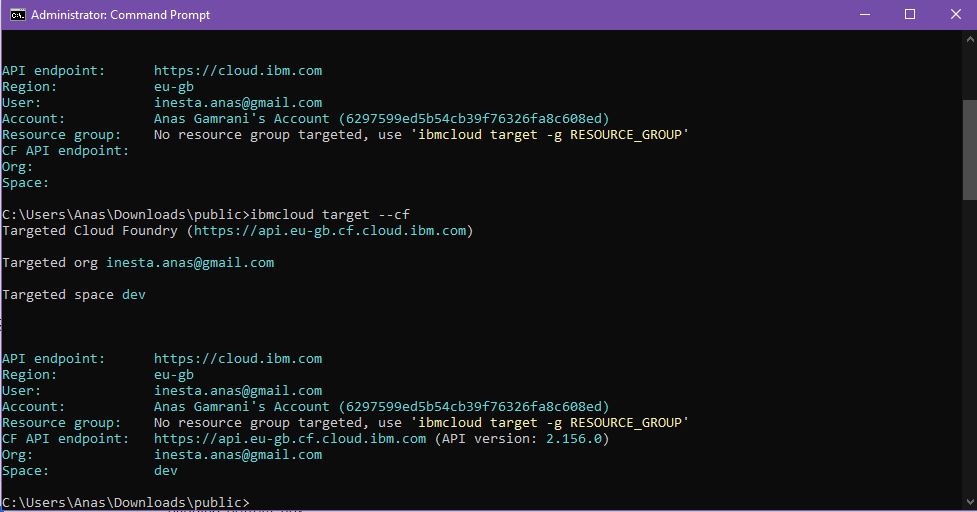 Administrator: Command Prompt
API endpoint:      https://cloud.ibm.com
Region:            eu-gb
User:              inesta.anas@gmail.com
Account:           Anas Gamrani's Account (6297599ed5b54cb39f76326fa8c608ed)
Resource group:    No resource group targeted, use 'ibmcloud target -g RESOURCE_GROUP'
CF API endpoint:
Org:
Space:
C:\Users\Anas\Downloads\public>ibmcloud target --cf
Targeted Cloud Foundry (https://api.eu-gb.cf.cloud.ibm.com)
Targeted org inesta.anas@gmail.com
Targeted space dev
API endpoint:      https://cloud.ibm.com
Region:            eu-gb
User:              inesta.anas@gmail.com
Account:           Anas Gamrani's Account (6297599ed5b54cb39f76326fa8c608ed)
Resource group:    No resource group targeted, use 'ibmcloud target -g RESOURCE_GROUP'
CF API endpoint:   https://api.eu-gb.cf.cloud.ibm.com (API version: 2.156.0)
Org:               inesta.anas@gmail.com
Space:             dev
C:\Users\Anas\Downloads\public>